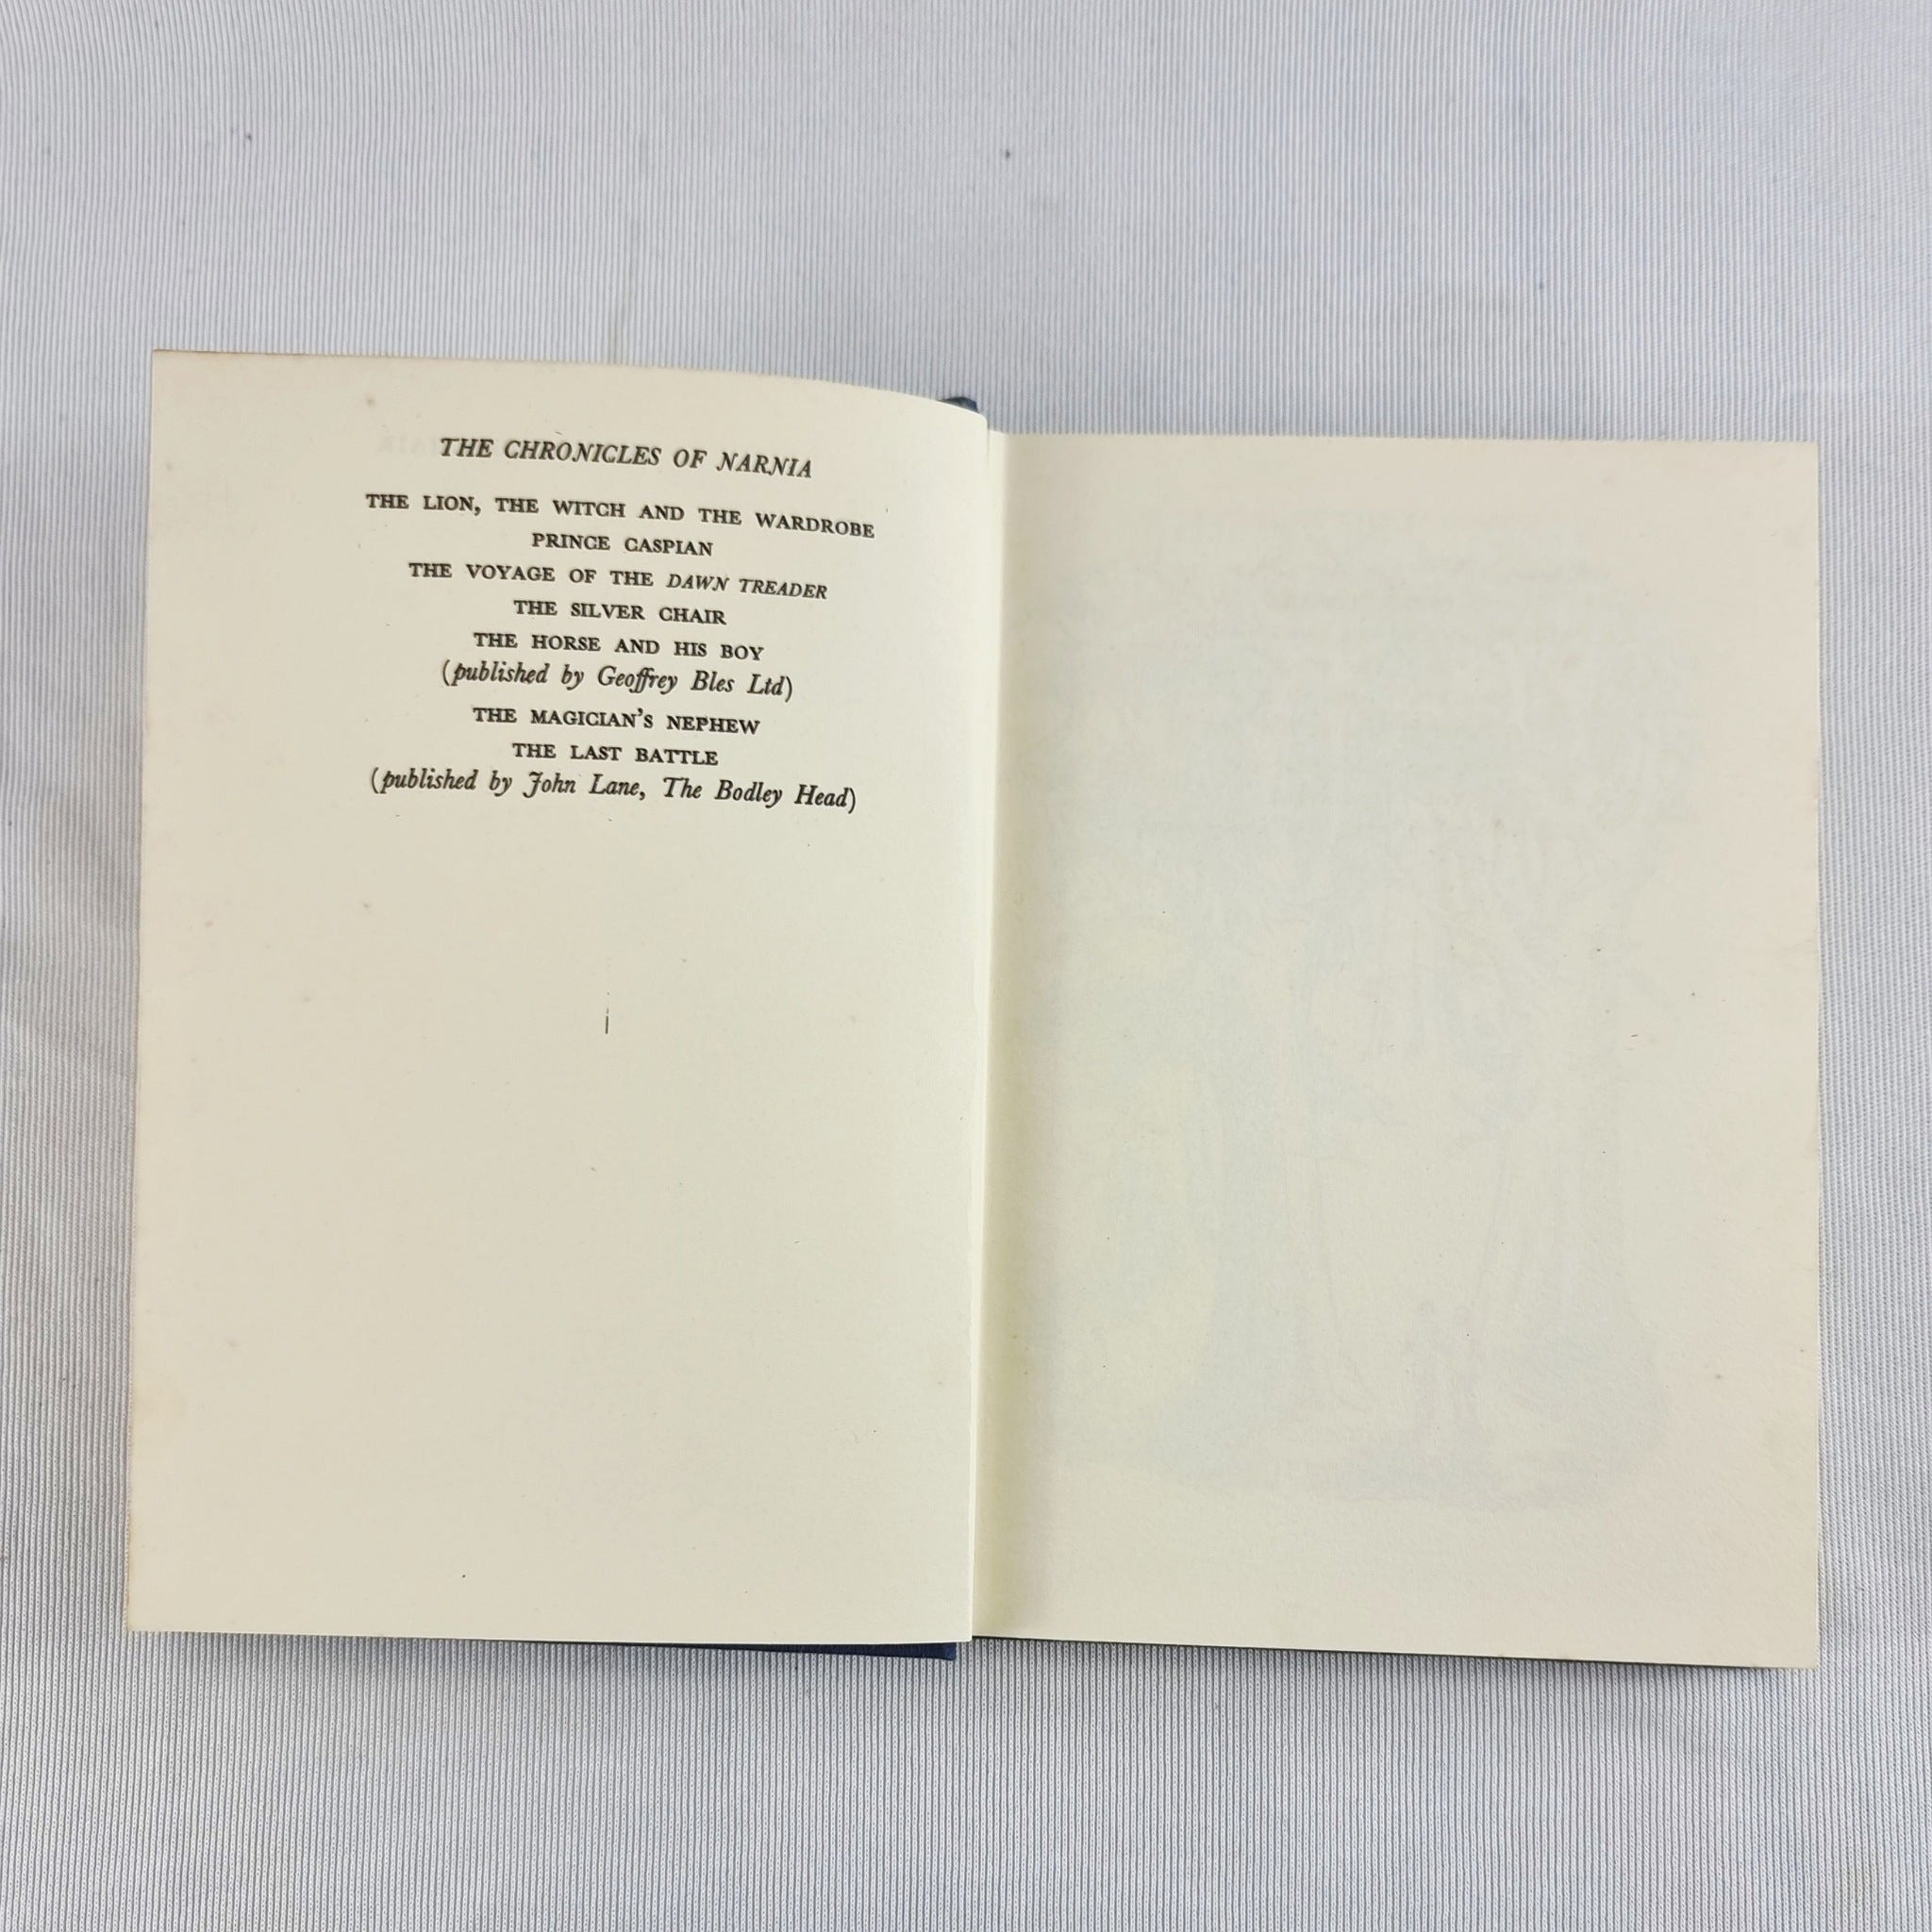 THE CHRONICLES OF NARNIA
THE LION, THE WITCH AND THE WARDROBE
PRINCE CASPIAN
THE VOYAGE OF THE DAWN TREADER
THE SILVER CHAIR
THE HORSE AND HIS BOY
(published by Geoffrey Bles Ltd)
THE MAGICIAN'S NEPHEW
THE LAST BATTLE
(published by John Lane, The Bodley Head)